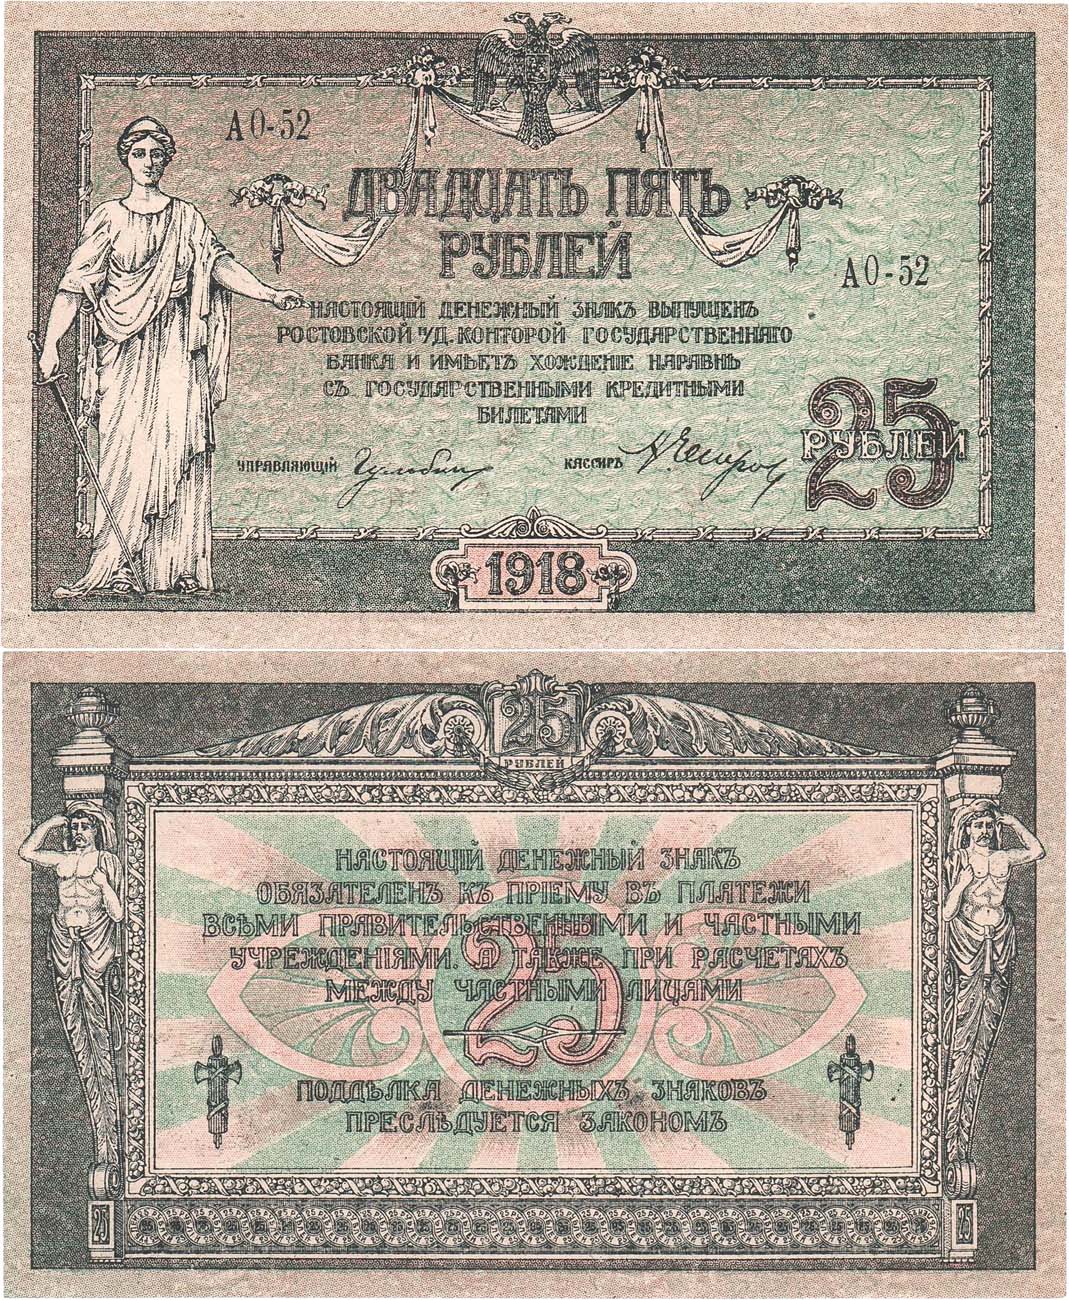 АО-52
ДВАДЦАТЬ ПЯТЬ
РУБЛЕЙ
АО-52
НАСТОЯЩІЙ ДЕНЕЖНЫЙ ЗНАКЪ ВЫПУЩЕНЪ
РОСТОВСКОЙ Н/Д. КОНТОРОЙ ГОСУДАРСТВЕННАГО
БАНКА И ИМѢЕТЪ ХОЖДЕНІЕ НАРАВНѢ
СЪ ГОСУДАРСТВЕННЫМИ КРЕДИТНЫМИ
БИЛЕТАМИ
25
РУБЛЕЙ
УПРАВЛЯЮЩІЙ
КАССИРЪ
1918
25
РУБЛЕЙ
НАСТОЯЩІЙ ДЕНЕЖНЫЙ ЗНАКЪ
ОБЯЗАТЕЛЕНЪ КЪ ПРІЕМУ ВЪ ПЛАТЕЖИ
ВСѢМИ ПРАВИТЕЛЬСТВЕННЫМИ И ЧАСТНЫМИ
УЧРЕЖДЕНІЯМИ, А ТАКЖЕ ПРИ РАСЧЕТАХЪ
МЕЖДУ ЧАСТНЫМИ ЛИЦАМИ
25
ПОДДѢЛКА ДЕНЕЖНЫХЪ ЗНАКОВЪ
ПРЕСЛѢДУЕТСЯ ЗАКОНОМЪ
25
25